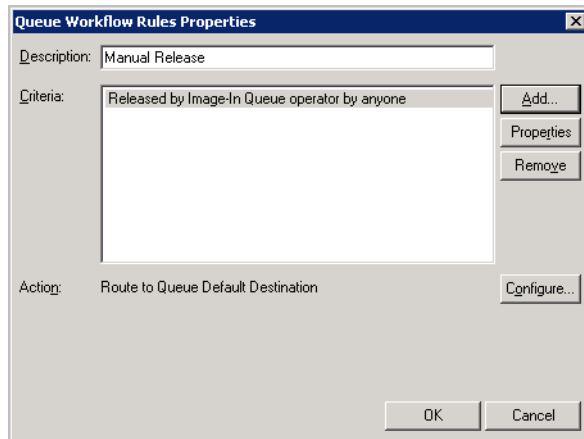 Queue Workflow Rules Properties
Description: Manual Release
Criteria: Released by Image-In Queue operator by anyone
Add...
Properties
Remove
Action: Route to Queue Default Destination Configure...
OK Cancel